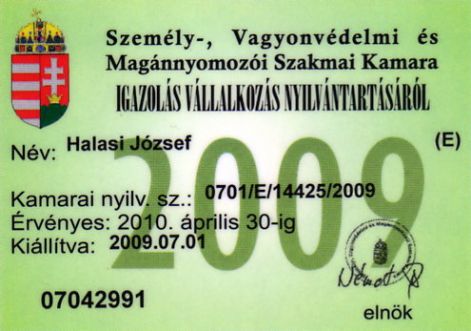 Személy-, Vagyonvédelmi és
Magánnyomozói Szakmai Kamara
IGAZOLÁS VÁLLALKOZÁS NYILVÁNTARTÁSÁRÓL
2009
Név: Halasi József (E)
Kamarai nyilv. sz.: 0701/E/14425/2009
Érvényes: 2010. április 30-ig
Kiállítva: 2009.07.01
07042991
elnök